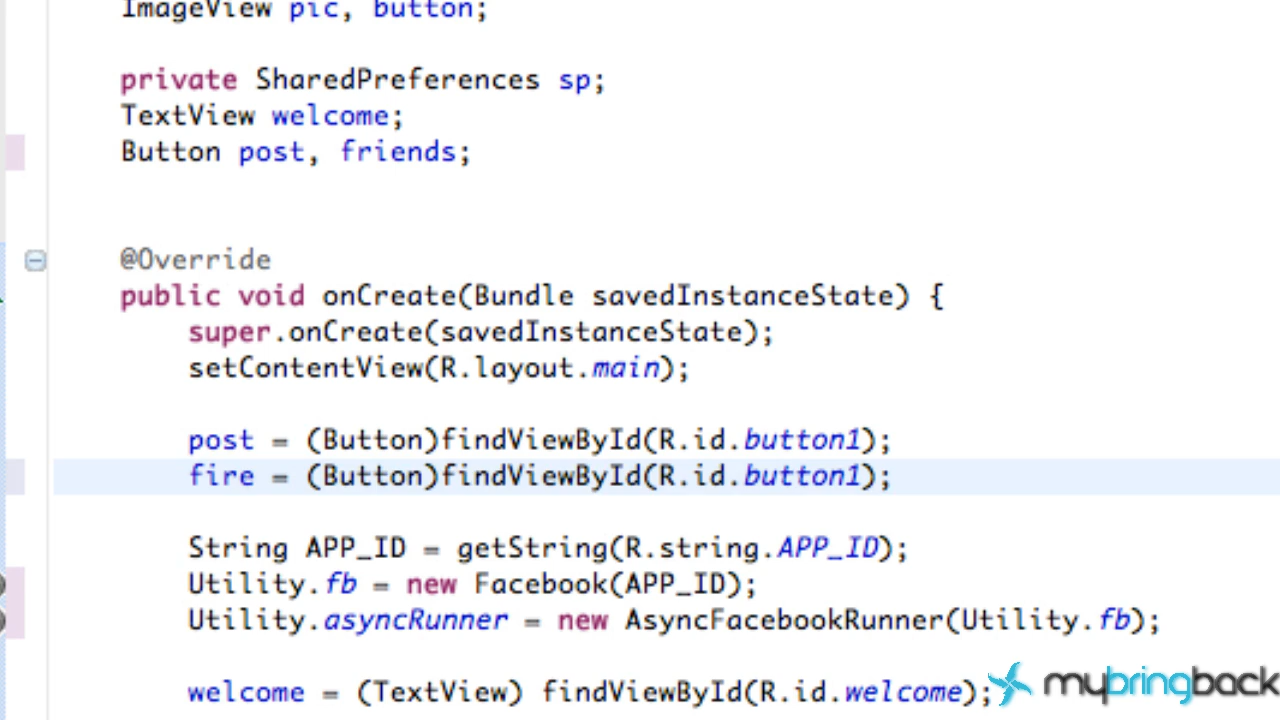 ImageView pic, button;
private SharedPreferences sp;
TextView welcome;
Button post, friends;
@Override
public void onCreate(Bundle savedInstanceState) {
super.onCreate(savedInstanceState);
setContentView(R.layout.main);
post = (Button)findViewById(R.id.button1);
fire = (Button)findViewById(R.id.button1);
String APP_ID = getString(R.string.APP_ID);
Utility.fb = new Facebook(APP_ID);
Utility.asyncRunner = new AsyncFacebookRunner(Utility.fb);
welcome = (TextView) findViewById(R.id.welcome);
mybringback